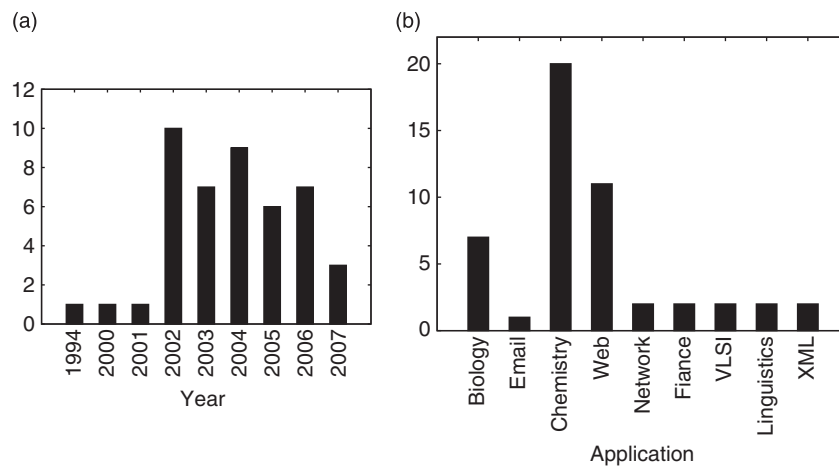 (a)
12
10
8
6
4
2
0
1994
2000
2001
2002
2003
2004
2005
2006
2007
Year
(b)
20
15
10
5
0
Biology
Email
Chemistry
Web
Network
Fiance
VLSI
Linguistics
XML
Application